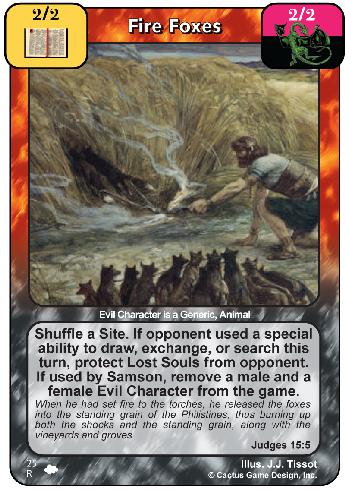 2/2
Fire Foxes
2/2
Evil Character is a Generic, Animal
Shuffle a Site. If opponent used a special
ability to draw, exchange, or search this
turn, protect Lost Souls from opponent.
If used by Samson, remove a male and a
female Evil Character from the game.
When he had set fire to the torches, he released the foxes
into the standing grain of the Philistines, thus burning up
both the shocks and the standing grain, along with the
vineyards and groves.
Judges 15:5
'25
R
Illus. J.J. Tissot
© Cactus Game Design, Inc.